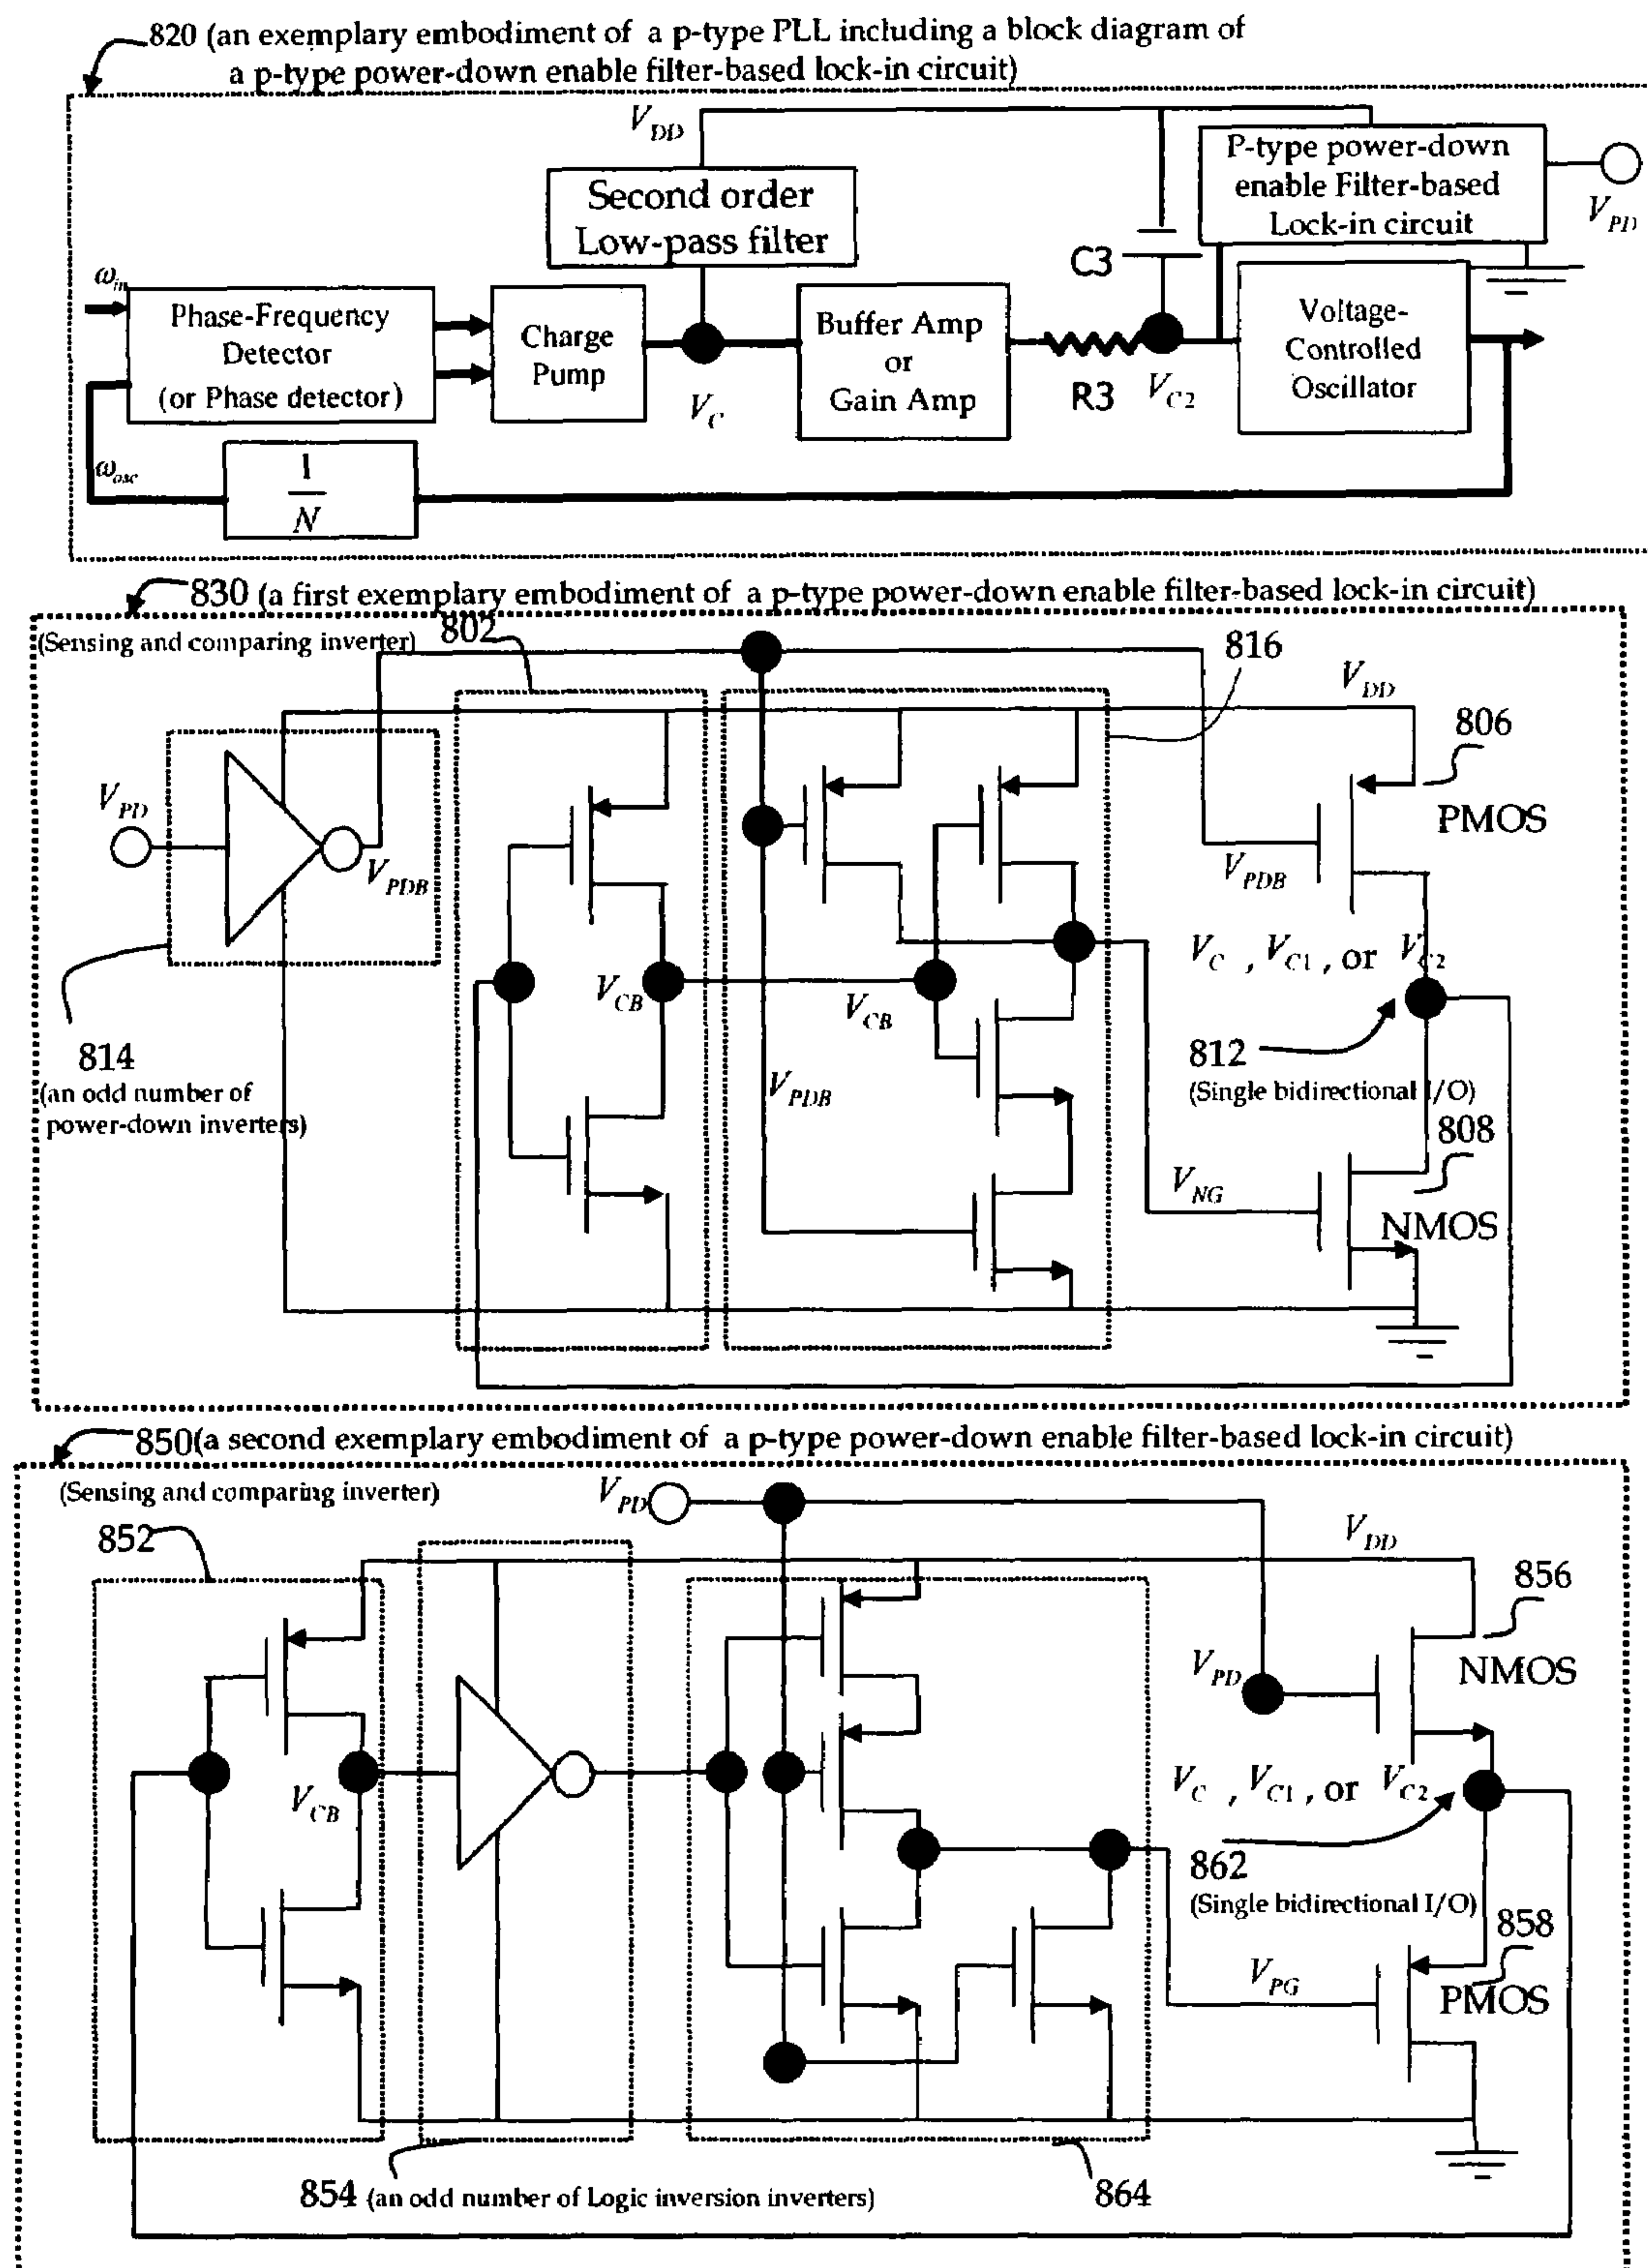 820 (an exemplary embodiment of a p-type PLL including a block diagram of
a p-type power-down enable filter-based lock-in circuit)
V_DD
Second order
Low-pass filter
P-type power-down
enable Filter-based
Lock-in circuit
V_PD
C3
ω_in
Phase-Frequency
Detector
(or Phase detector)
Charge
Pump
V_C
Buffer Amp
or
Gain Amp
R3
V_C2
Voltage-
Controlled
Oscillator
ω_osc
1
N
830 (a first exemplary embodiment of a p-type power-down enable filter-based lock-in circuit)
(Sensing and comparing inverter)
802
816
V_DD
806
PMOS
V_PD
V_PDB
V_PDB
V_C , V_C1, or V_C2
V_CB
V_CB
814
(an odd number of
power-down inverters)
V_PDB
812
(Single bidirectional I/O)
808
V_NG
NMOS
850(a second exemplary embodiment of a p-type power-down enable filter-based lock-in circuit)
(Sensing and comparing inverter)
V_PD
852
V_DD
856
NMOS
V_PD
V_CB
V_C , V_C1 , or V_C2
862
(Single bidirectional I/O)
858
V_PG
PMOS
854 (an odd number of Logic inversion inverters)
864